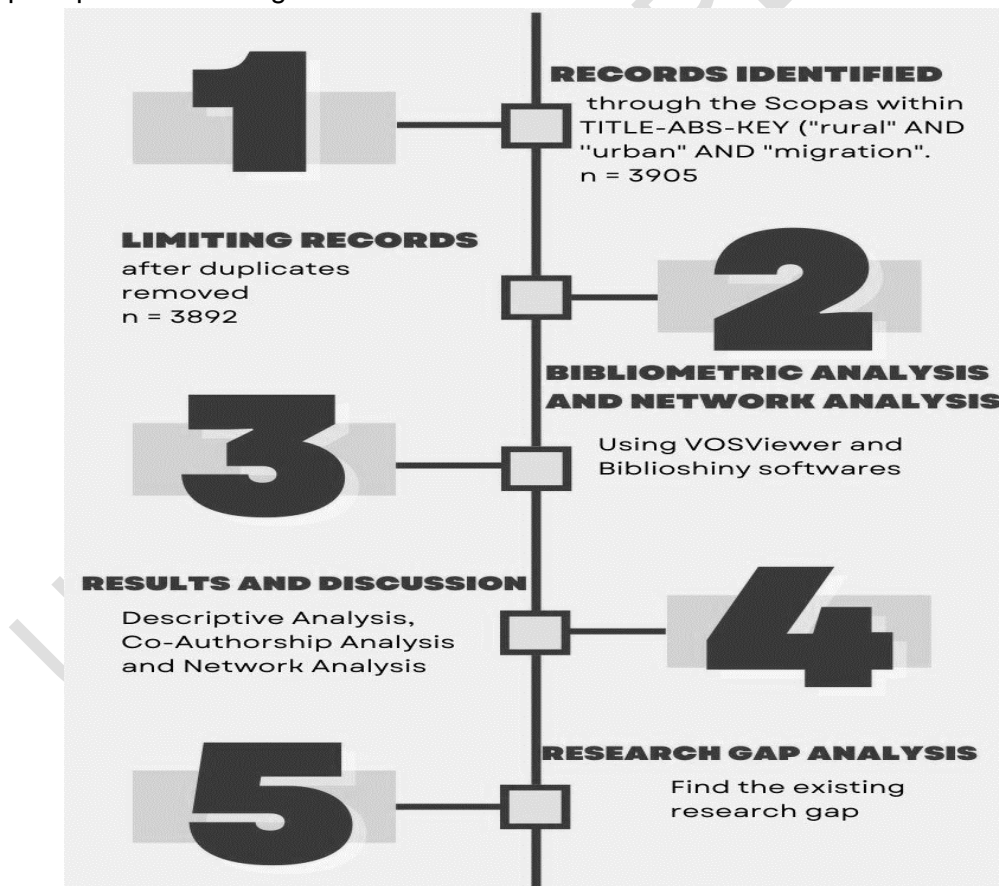 1
RECORDS IDENTIFIED
through the Scopas within
TITLE-ABS-KEY ("rural" AND
"urban" AND "migration".
n = 3905
LIMITING RECORDS
after duplicates
removed
n = 3892
2
BIBLIOMETRIC ANALYSIS
AND NETWORK ANALYSIS
Using VOSViewer and
Biblioshiny softwares
3
RESULTS AND DISCUSSION
Descriptive Analysis,
Co-Authorship Analysis
and Network Analysis
4
RESEARCH GAP ANALYSIS
Find the existing
research gap
5